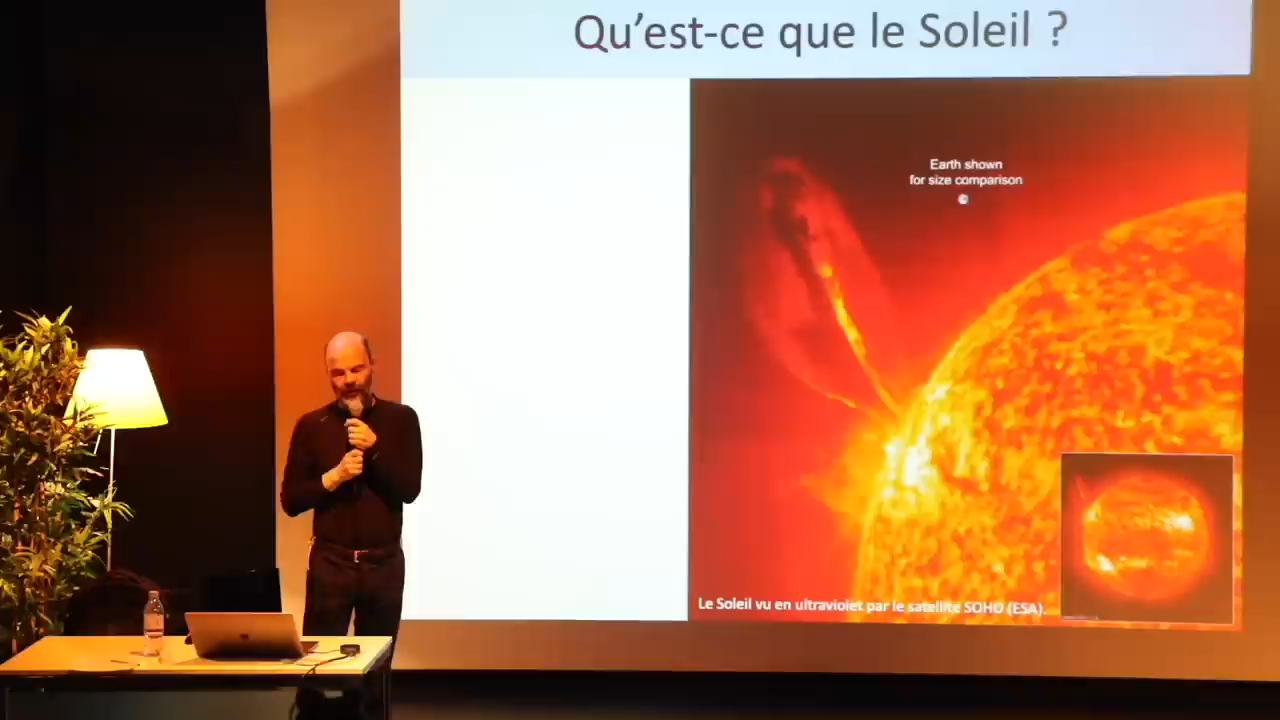 Qu'est-ce que le Soleil ?
Earth shown
for size comparison
Le Soleil vu en ultraviolet par le satellite SOHO (ESA).